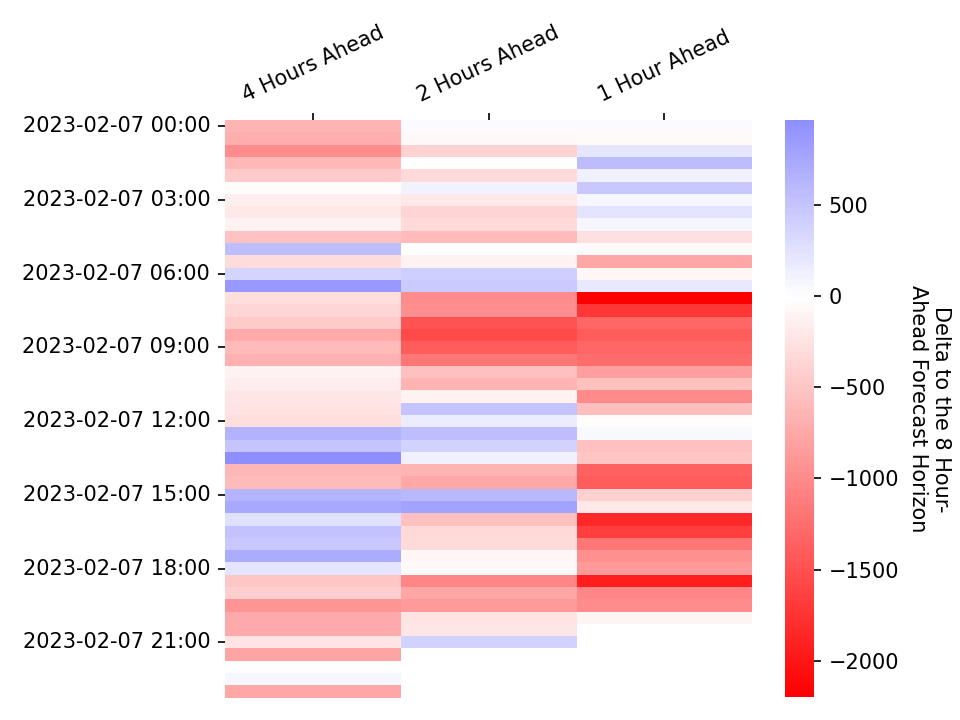 4 Hours Ahead
2 Hours Ahead
1 Hour Ahead
2023-02-07 00:00
2023-02-07 03:00
2023-02-07 06:00
2023-02-07 09:00
2023-02-07 12:00
2023-02-07 15:00
2023-02-07 18:00
2023-02-07 21:00
500
0
−500
−1000
−1500
−2000
Delta to the 8 Hour-
Ahead Forecast Horizon